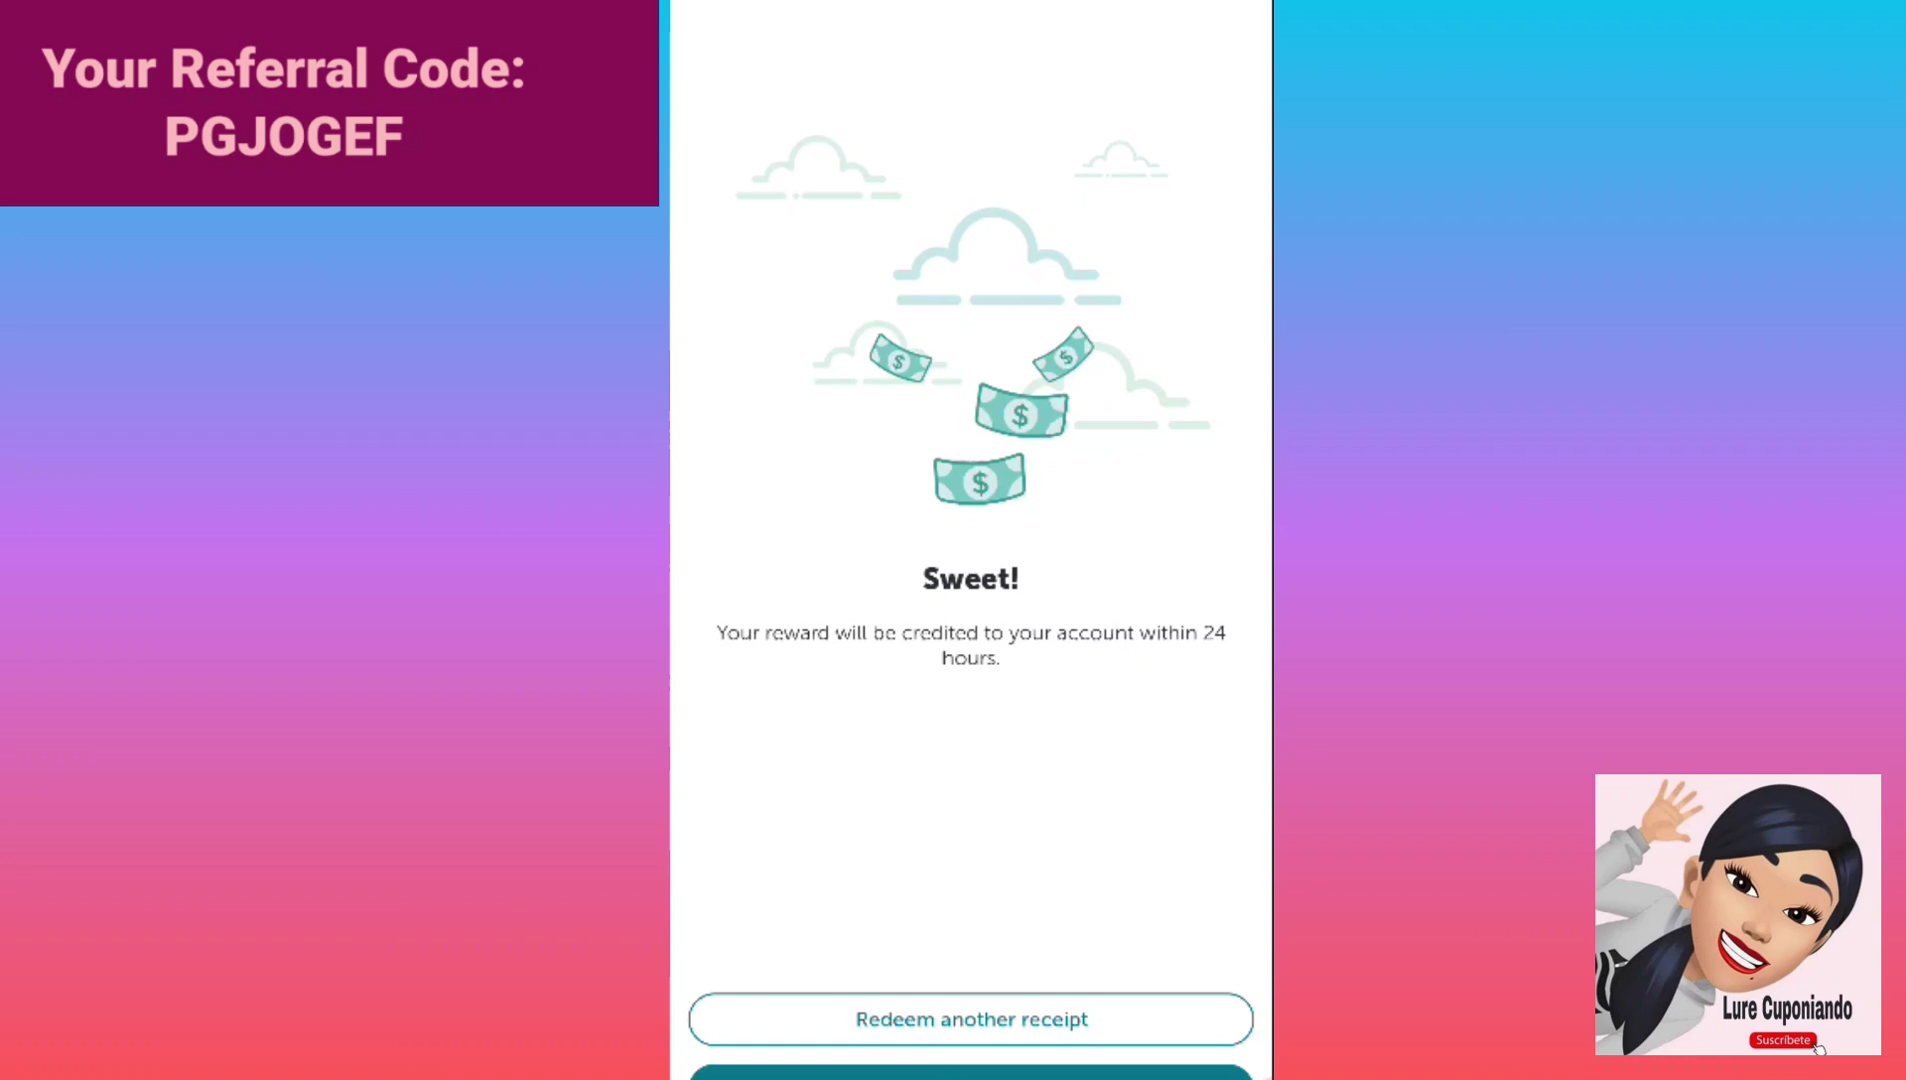 Your Referral Code:
PGJOGEF
$
$
$
$
Sweet!
Your reward will be credited to your account within 24
hours.
Redeem another receipt
Lure Cuponiando
Suscribete